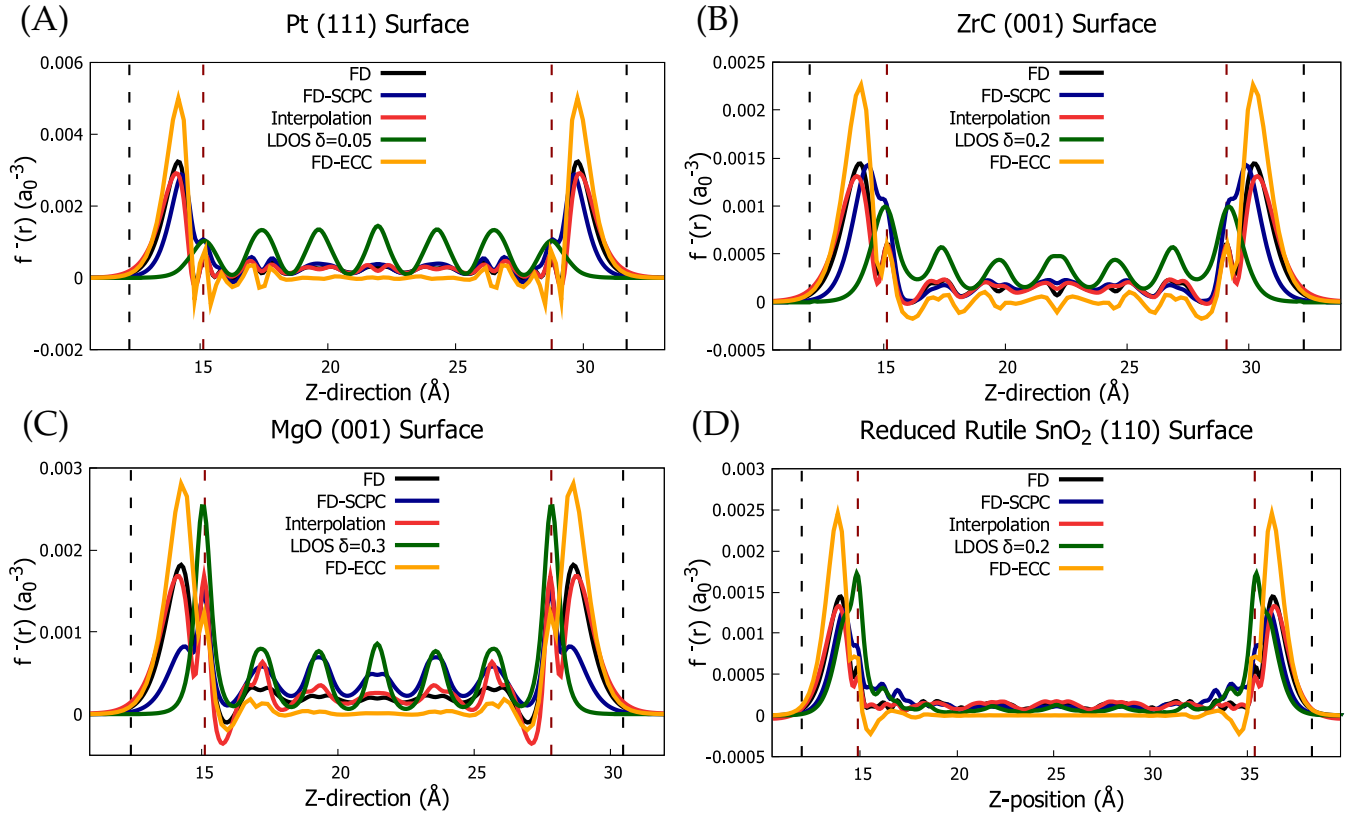 (A)
Pt (111) Surface
f⁻(r) (a₀⁻³)
0.006
0.004
0.002
0
-0.002
FD
FD-SCPC
Interpolation
LDOS δ=0.05
FD-ECC
15
20
25
30
Z-direction (Å)
(B)
ZrC (001) Surface
f⁻(r) (a₀⁻³)
0.0025
0.002
0.0015
0.001
0.0005
0
-0.0005
FD
FD-SCPC
Interpolation
LDOS δ=0.2
FD-ECC
15
20
25
30
Z-direction (Å)
(C)
MgO (001) Surface
f⁻(r) (a₀⁻³)
0.003
0.002
0.001
0
FD
FD-SCPC
Interpolation
LDOS δ=0.3
FD-ECC
15
20
25
30
Z-direction (Å)
(D)
Reduced Rutile SnO₂ (110) Surface
f⁻(r) (a₀⁻³)
0.003
0.0025
0.002
0.0015
0.001
0.0005
0
-0.0005
FD
FD-SCPC
Interpolation
LDOS δ=0.2
FD-ECC
15
20
25
30
35
Z-position (Å)